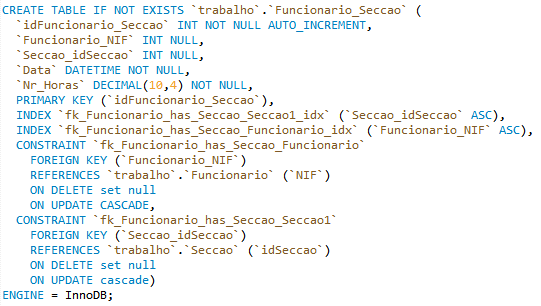 CREATE TABLE IF NOT EXISTS `trabalho`.`Funcionario_Seccao` (
  `idFuncionario_Seccao` INT NOT NULL AUTO_INCREMENT,
  `Funcionario_NIF` INT NULL,
  `Seccao_idSeccao` INT NULL,
  `Data` DATETIME NOT NULL,
  `Nr_Horas` DECIMAL(10,4) NOT NULL,
  PRIMARY KEY (`idFuncionario_Seccao`),
  INDEX `fk_Funcionario_has_Seccao_Seccao1_idx` (`Seccao_idSeccao` ASC),
  INDEX `fk_Funcionario_has_Seccao_Funcionario_idx` (`Funcionario_NIF` ASC),
  CONSTRAINT `fk_Funcionario_has_Seccao_Funcionario`
    FOREIGN KEY (`Funcionario_NIF`)
    REFERENCES `trabalho`.`Funcionario` (`NIF`)
    ON DELETE set null
    ON UPDATE CASCADE,
  CONSTRAINT `fk_Funcionario_has_Seccao_Seccao1`
    FOREIGN KEY (`Seccao_idSeccao`)
    REFERENCES `trabalho`.`Seccao` (`idSeccao`)
    ON DELETE set null
    ON UPDATE cascade)
ENGINE = InnoDB;